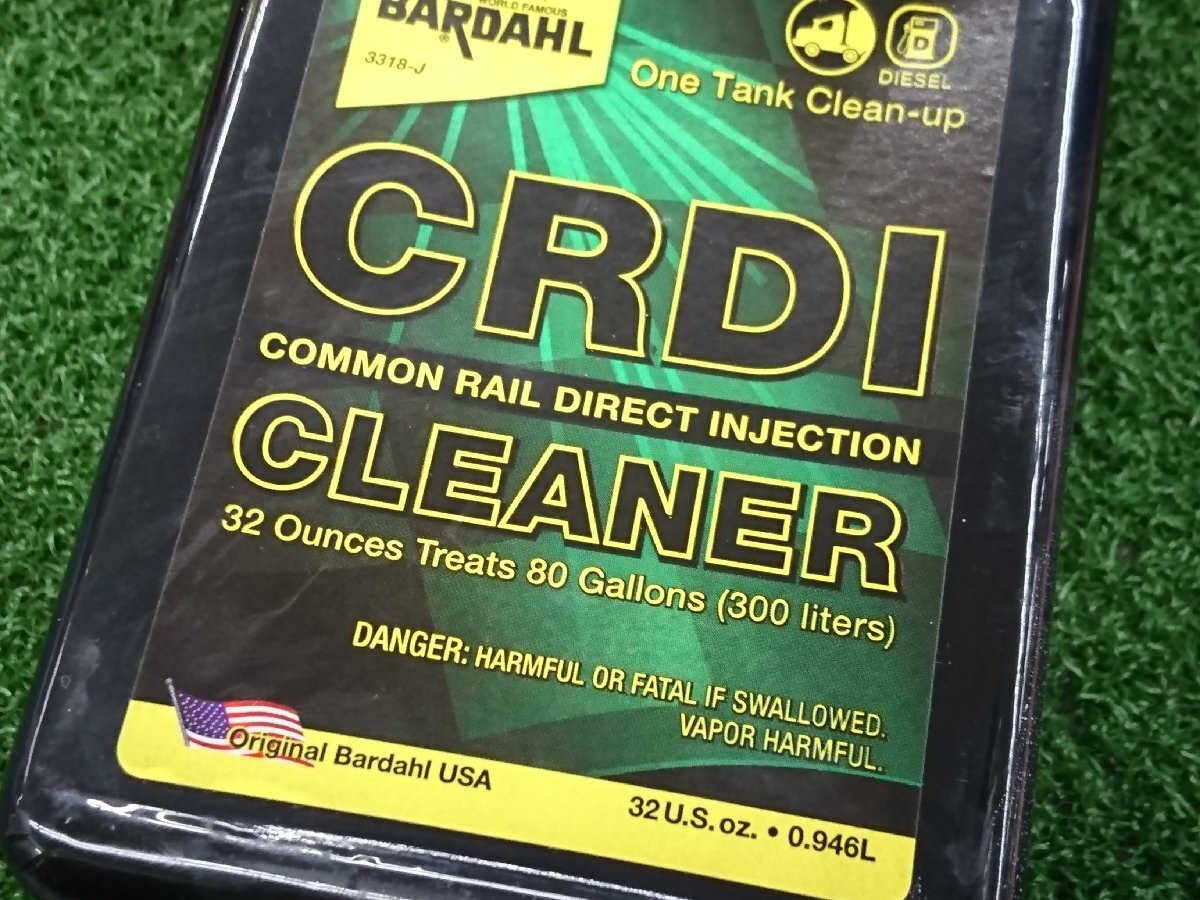 WORLD FAMOUS
BARDAHL®
3318-J
D
DIESEL
One Tank Clean-up
CRDI
COMMON RAIL DIRECT INJECTION
CLEANER
32 Ounces Treats 80 Gallons (300 liters)
DANGER: HARMFUL OR FATAL IF SWALLOWED.
VAPOR HARMFUL.
Original Bardahl USA
32 U.S. oz. • 0.946L